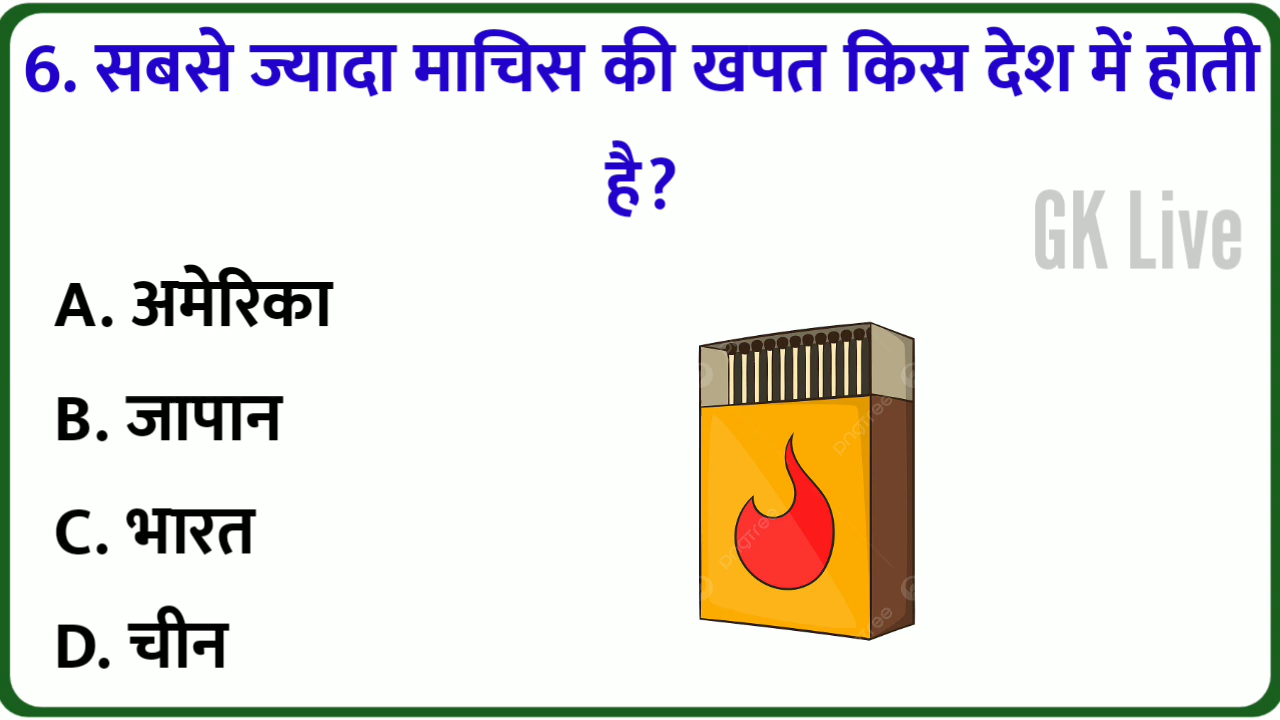 6. सबसे ज्यादा माचिस की खपत किस देश में होती
है?
GK Live
A. अमेरिका
B. जापान
C. भारत
D. चीन